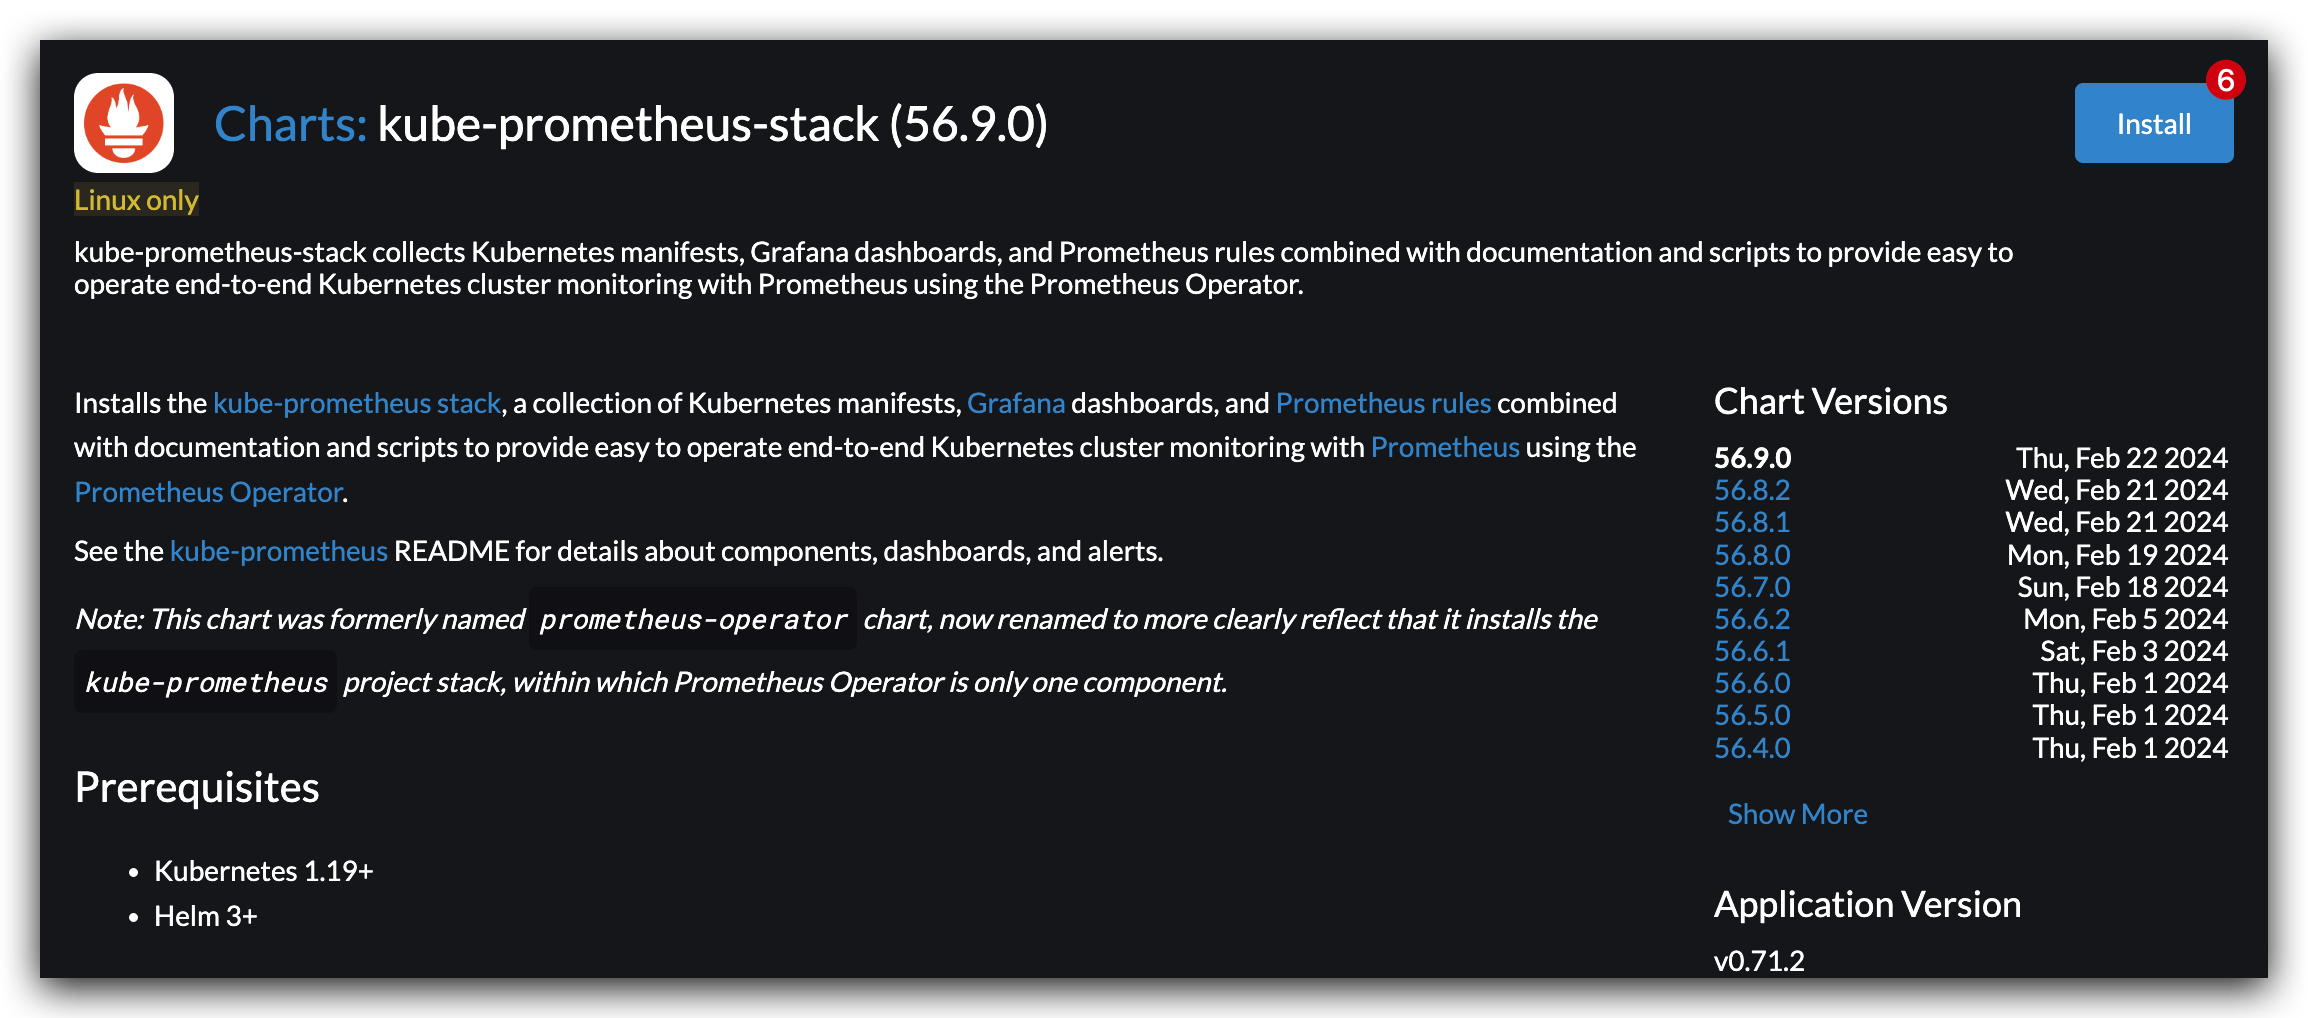 Charts: kube-prometheus-stack (56.9.0)
6
Install
Linux only
kube-prometheus-stack collects Kubernetes manifests, Grafana dashboards, and Prometheus rules combined with documentation and scripts to provide easy to
operate end-to-end Kubernetes cluster monitoring with Prometheus using the Prometheus Operator.
Installs the kube-prometheus stack, a collection of Kubernetes manifests, Grafana dashboards, and Prometheus rules combined
with documentation and scripts to provide easy to operate end-to-end Kubernetes cluster monitoring with Prometheus using the
Prometheus Operator.
See the kube-prometheus README for details about components, dashboards, and alerts.
Note: This chart was formerly named prometheus-operator chart, now renamed to more clearly reflect that it installs the
kube-prometheus project stack, within which Prometheus Operator is only one component.
Prerequisites
• Kubernetes 1.19+
• Helm 3+
Chart Versions
56.9.0 Thu, Feb 22 2024
56.8.2 Wed, Feb 21 2024
56.8.1 Wed, Feb 21 2024
56.8.0 Mon, Feb 19 2024
56.7.0 Sun, Feb 18 2024
56.6.2 Mon, Feb 5 2024
56.6.1 Sat, Feb 3 2024
56.6.0 Thu, Feb 1 2024
56.5.0 Thu, Feb 1 2024
56.4.0 Thu, Feb 1 2024
Show More
Application Version
v0.71.2